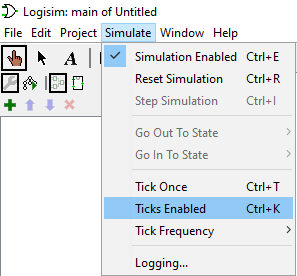 Logisim: main of Untitled
File Edit Project Simulate Window Help
A
Simulation Enabled Ctrl+E
Reset Simulation Ctrl+R
Step Simulation Ctrl+I
Go Out To State
Go In To State
Tick Once Ctrl+T
Ticks Enabled Ctrl+K
Tick Frequency
Logging...